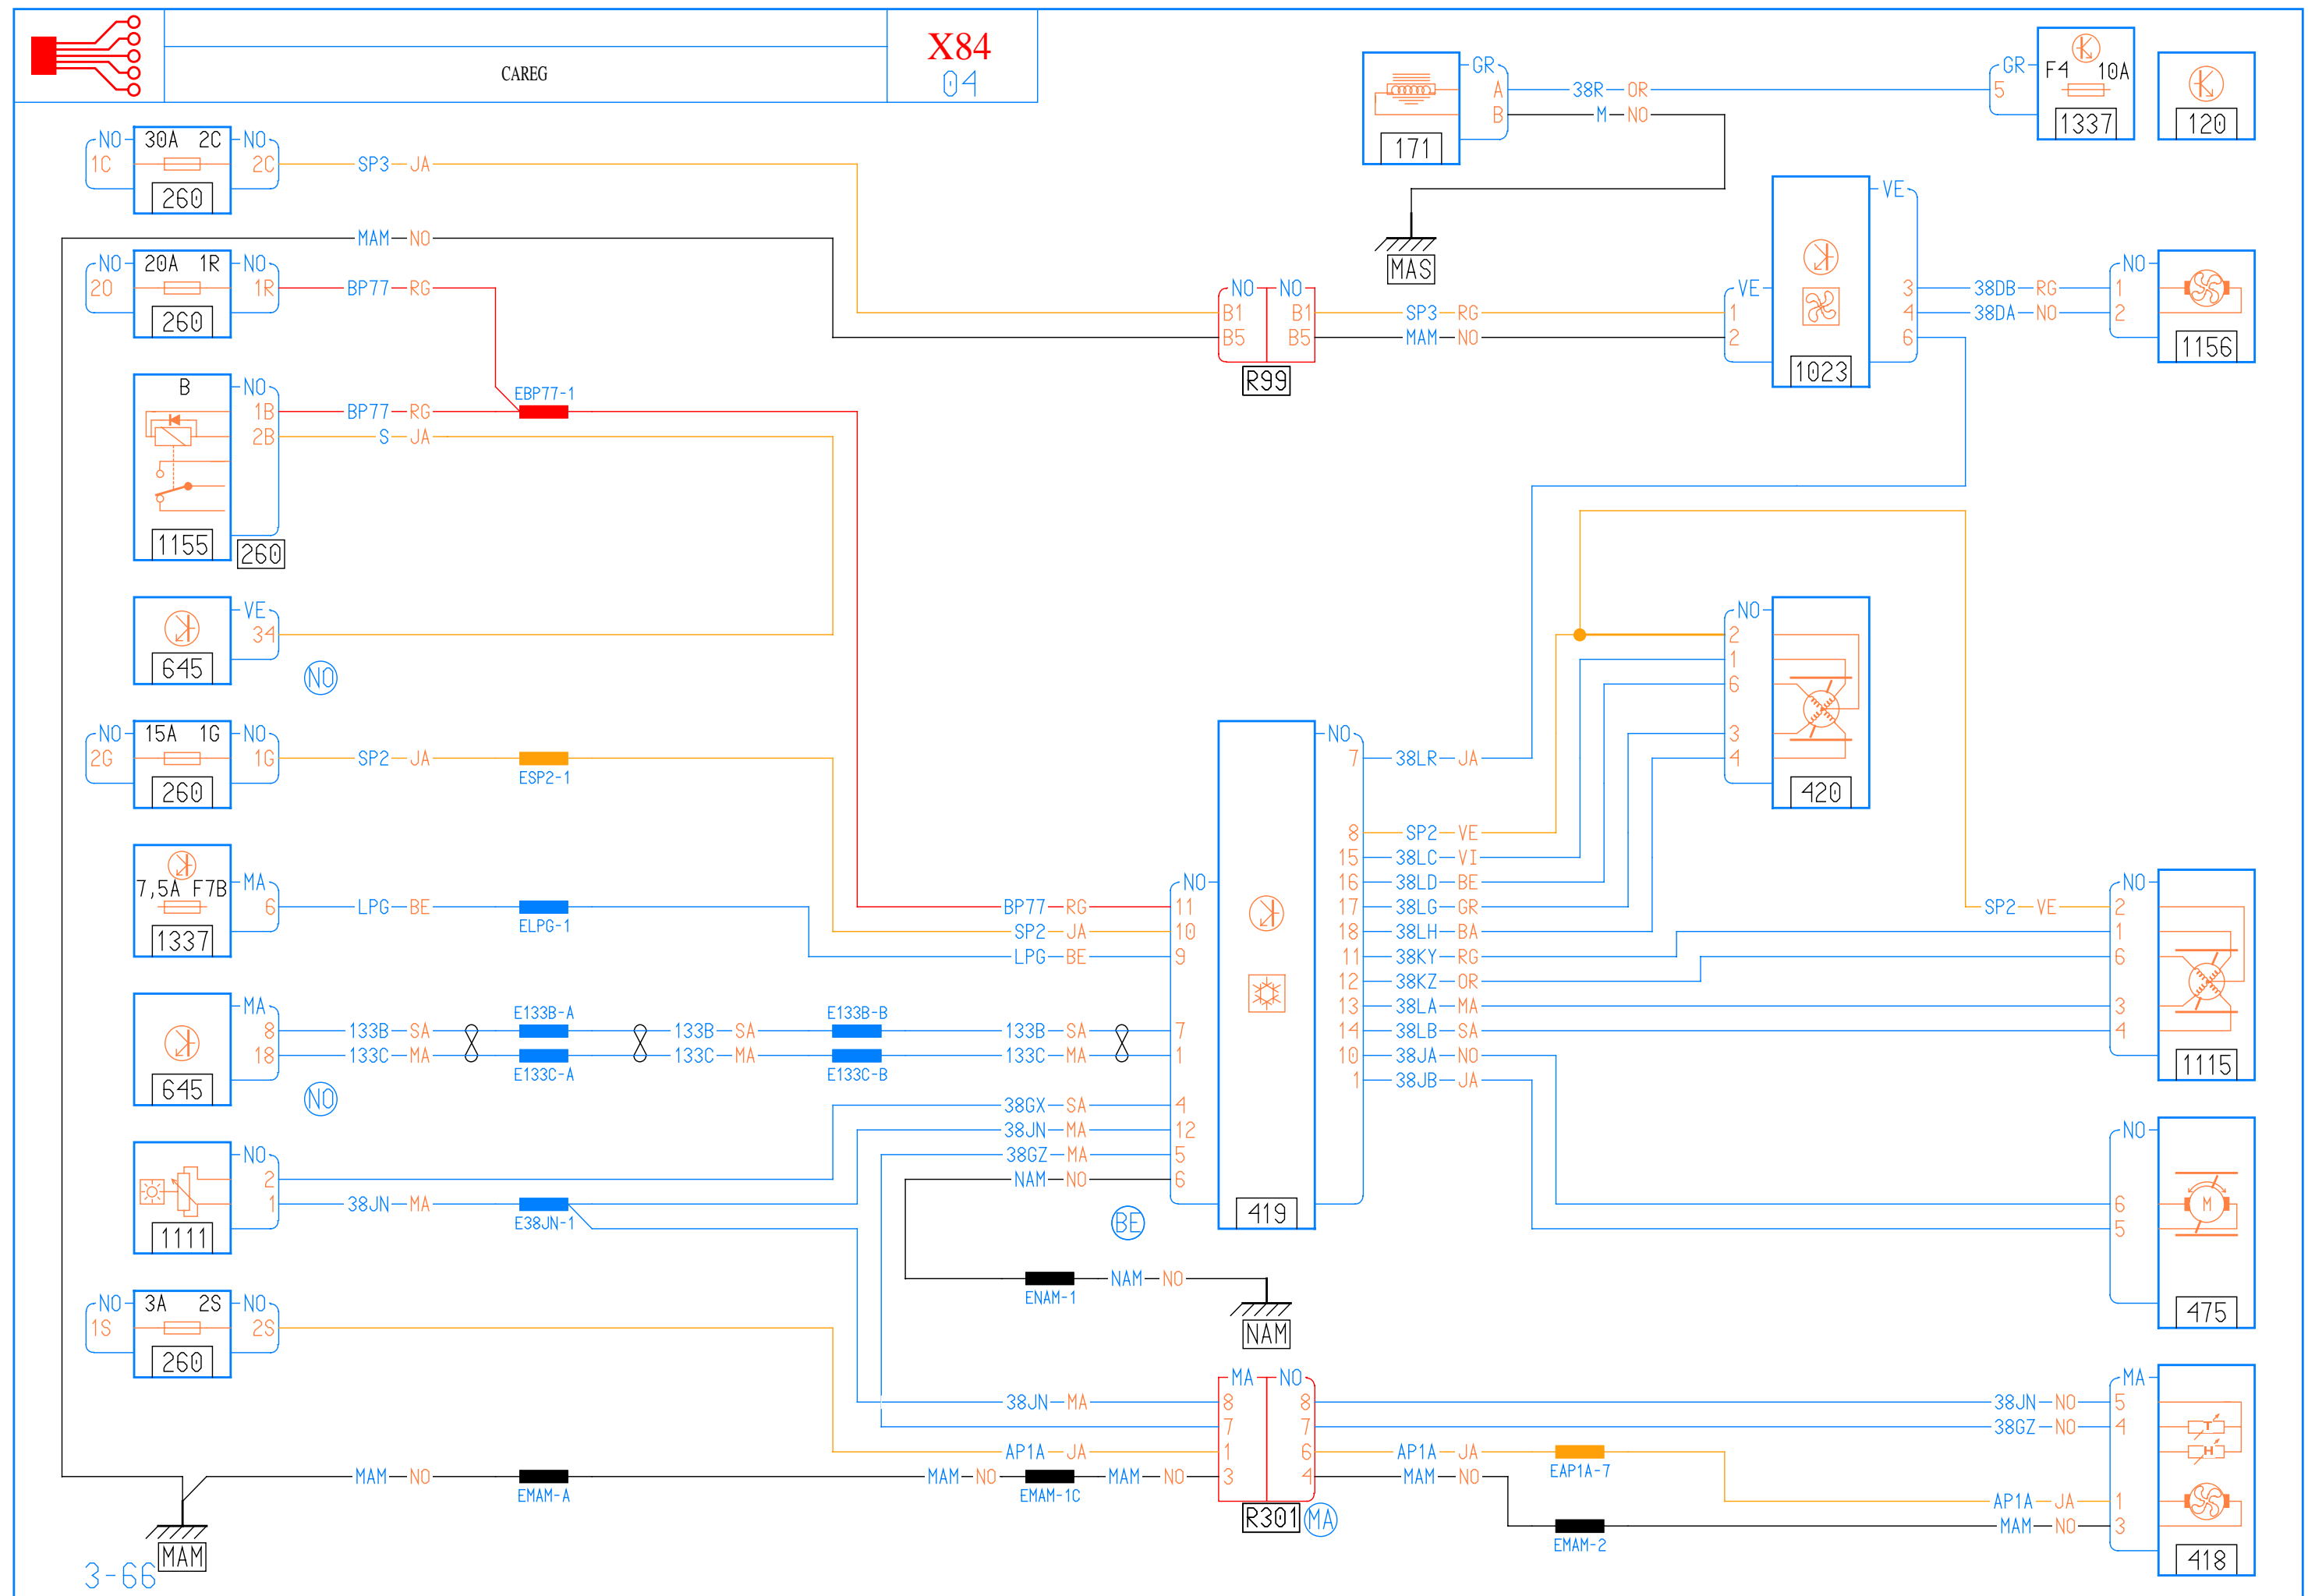 X84
CAREG
04
GR
A
B
38R OR
M NO
171
MAS
GR
5
F4 10A
1337
120
NO 30A 2C NO
1C 2C
260
SP3 JA
MAM NO
NO 20A 1R NO
20 1R
260
BP77 RG
EBP77-1
B NO
1B
2B
BP77 RG
S JA
1155
260
NO NO
B1 B1
B5 B5
R99
SP3 RG
MAM NO
VE
1
2
1023
VE
3
4
6
38DB RG
38DA NO
NO
1
2
1156
VE
34
645
NO
NO 15A 1G NO
2G 1G
260
SP2 JA
ESP2-1
7,5A F7B
MA
6
1337
LPG BE
ELPG-1
MA
8
18
645
NO
133B SA
133C MA
E133B-A
E133C-A
133B SA
133C MA
E133B-B
E133C-B
133B SA
133C MA
NO
2
1
1111
38JN MA
E38JN-1
NO 3A 2S NO
1S 2S
260
BP77 RG
SP2 JA
LPG BE
38GX SA
38JN MA
38GZ MA
NAM NO
NO
11
10
9
7
1
4
12
5
6
BE
419
ENAM-1
NAM NO
NAM
NO
7 38LR JA
8 SP2 VE
15 38LC VI
16 38LD BE
17 38LG GR
18 38LH BA
11 38KY RG
12 38KZ OR
13 38LA MA
14 38LB SA
10 38JA NO
1 38JB JA
NO
2
1
6
3
4
420
SP2 VE
NO
2
1
6
3
4
1115
NO
6
5
M
475
MA NO
38JN MA 8 8 38JN NO
7 7 38GZ NO
AP1A JA 1 6 AP1A JA
EAP1A-7
AP1A JA
MAM NO
EMAM-A
MAM NO
EMAM-1C
MAM NO 3 4 MAM NO
R301 MA
EMAM-2
MAM NO
MA
5
4
1
3
T
H
418
MAM
3-66